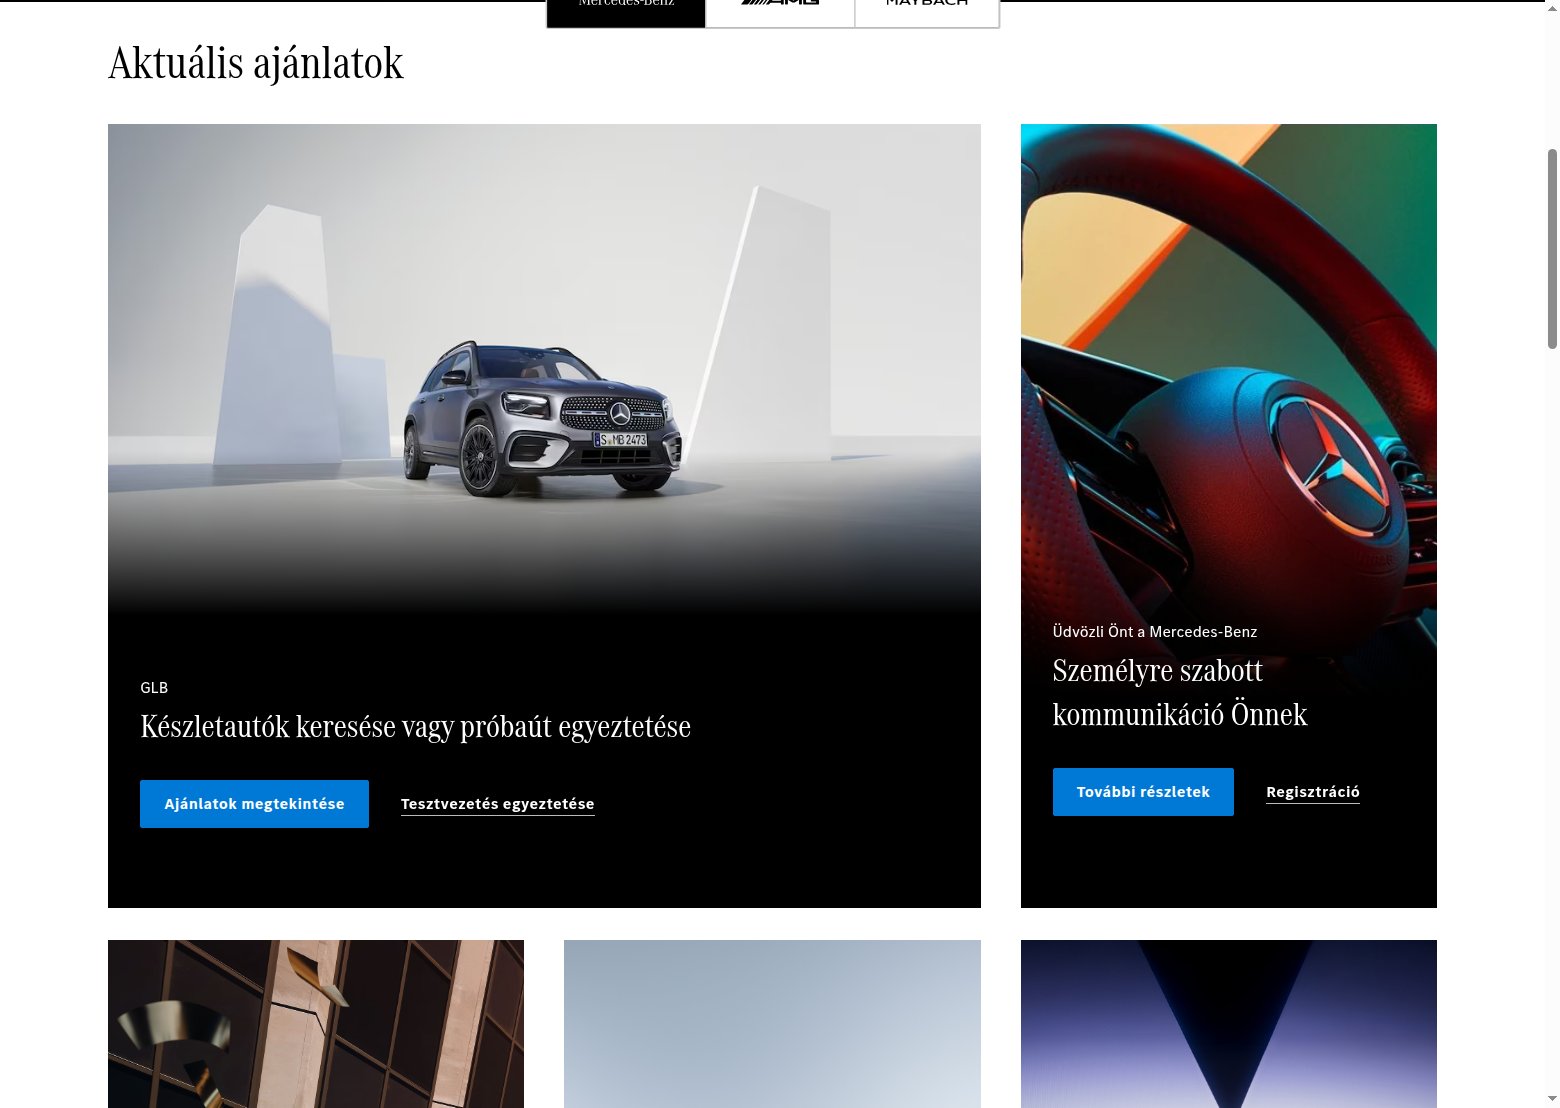 Mercedes-Benz
AMG
MAYBACH
Aktuális ajánlatok
S MB 2473
GLB
Készletautók keresése vagy próbaút egyeztetése
Ajánlatok megtekintése
Tesztvezetés egyeztetése
Üdvözli Önt a Mercedes-Benz
Személyre szabott
kommunikáció Önnek
További részletek
Regisztráció